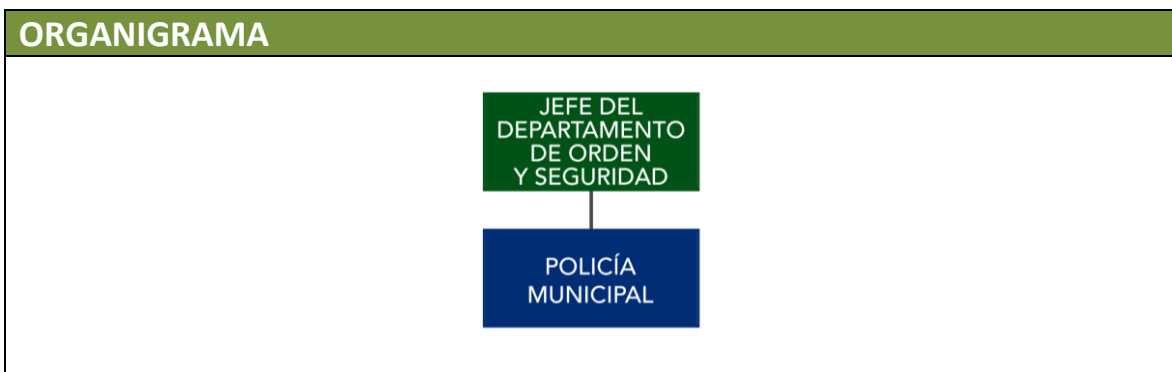 ORGANIGRAMA
JEFE DEL
DEPARTAMENTO
DE ORDEN
Y SEGURIDAD
POLICÍA
MUNICIPAL